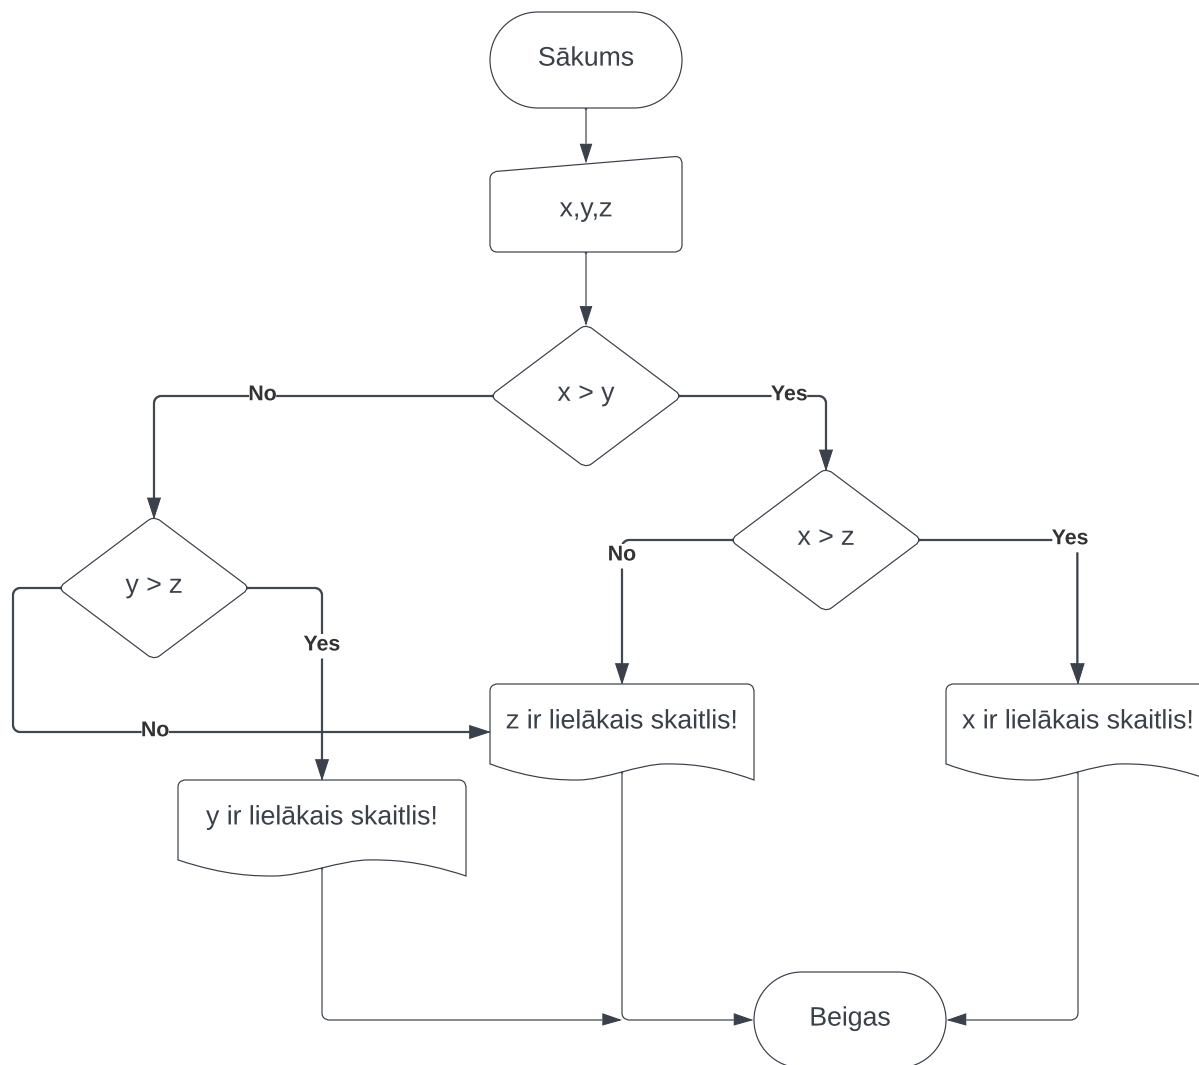 Sākums
x,y,z
x > y
No
Yes
x > z
No
Yes
y > z
Yes
No
z ir lielākais skaitlis!
x ir lielākais skaitlis!
y ir lielākais skaitlis!
Beigas